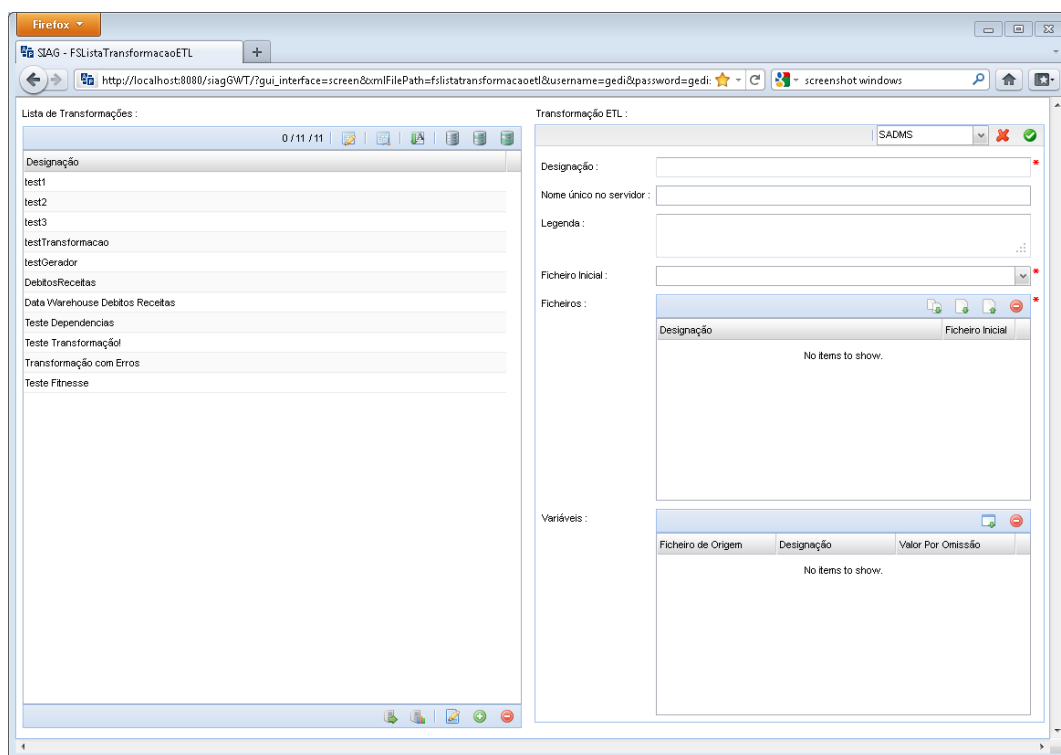 Firefox
SIAG - FSListaTransformacaoETL
http://localhost:8080/siagGWT/?gui_interface=screen&xmlFilePath=fslistatransformacaoetl&username=gedi&password=gedi:
screenshot windows
Lista de Transformações :
0 / 11 / 11
Designação
test1
test2
test3
testTransformacao
testGerador
DebitosReceitas
Data Warehouse Debitos Receitas
Teste Dependencias
Teste Transformação!
Transformação com Erros
Teste Fitnesse
Transformação ETL :
SADMS
Designação :
*
Nome único no servidor :
Legenda :
Ficheiro Inicial :
*
Ficheiros :
*
Designação
Ficheiro Inicial
No items to show.
Variáveis :
Ficheiro de Origem
Designação
Valor Por Omissão
No items to show.